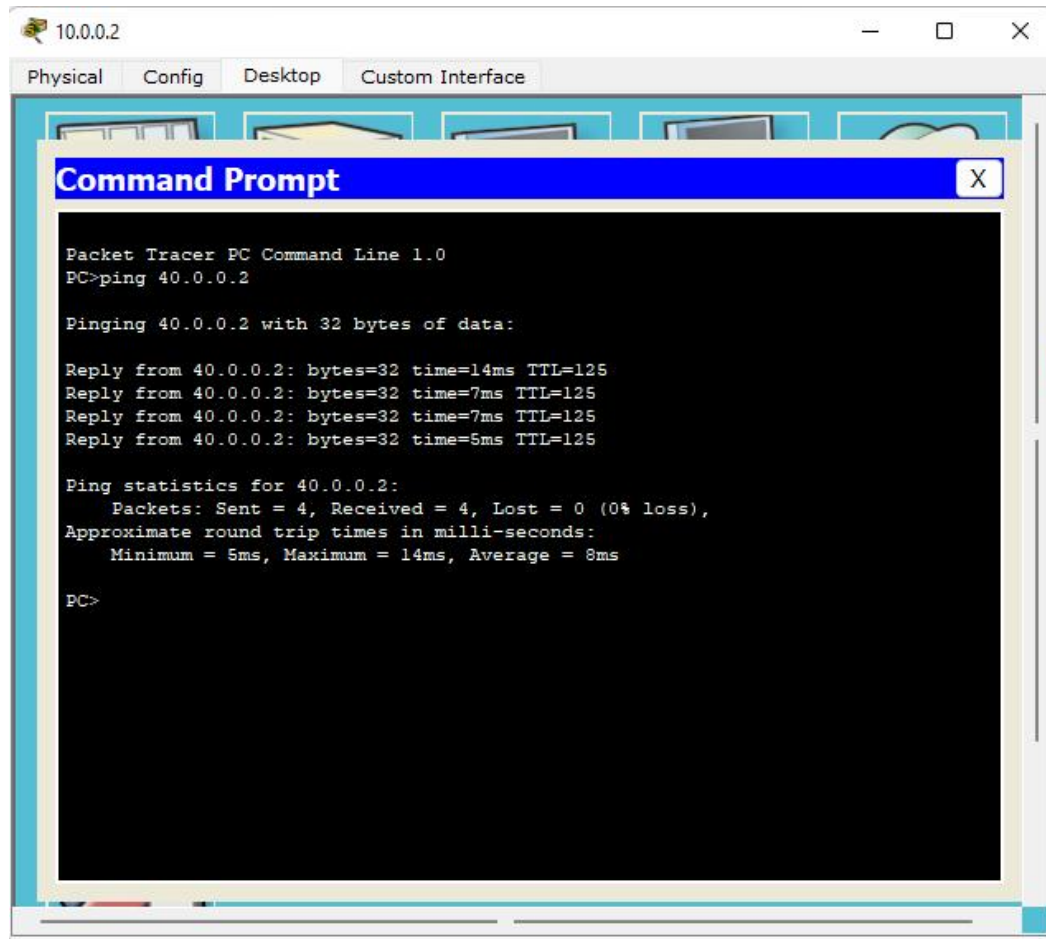 10.0.0.2
Physical Config Desktop Custom Interface
Command Prompt X
Packet Tracer PC Command Line 1.0
PC>ping 40.0.0.2
Pinging 40.0.0.2 with 32 bytes of data:
Reply from 40.0.0.2: bytes=32 time=14ms TTL=125
Reply from 40.0.0.2: bytes=32 time=7ms TTL=125
Reply from 40.0.0.2: bytes=32 time=7ms TTL=125
Reply from 40.0.0.2: bytes=32 time=5ms TTL=125
Ping statistics for 40.0.0.2:
Packets: Sent = 4, Received = 4, Lost = 0 (0% loss),
Approximate round trip times in milli-seconds:
Minimum = 5ms, Maximum = 14ms, Average = 8ms
PC>